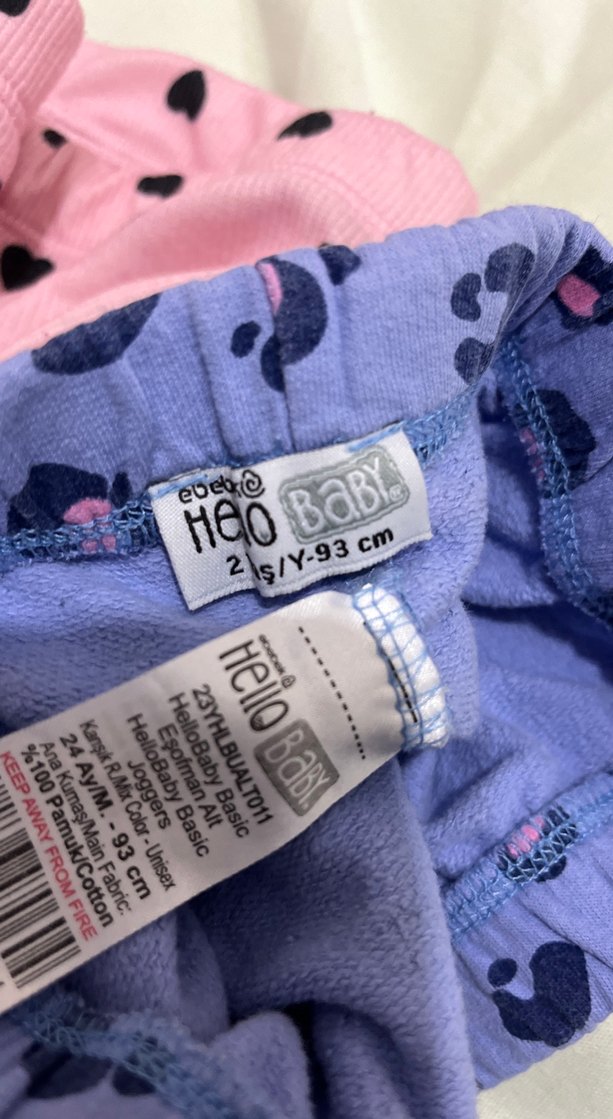 ebebek
Hello BaBY.
2 Yaş/Y-93 cm
ebebek
Hello BaBY.
23YHLBUALT011
HelloBaby Basic
Eşofman Alt
HelloBaby Basic
Joggers
Karışık R./Mix Color - Unisex
24 Ay/M. - 93 cm
Ana Kumaş/Main Fabric:
%100 Pamuk/Cotton
KEEP AWAY FROM FIRE